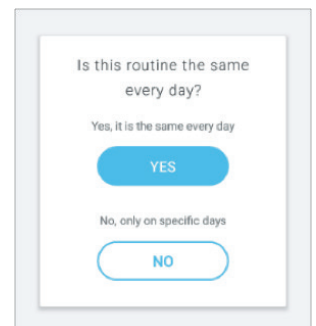 Is this routine the same
every day?
Yes, it is the same every day
YES
No, only on specific days
NO